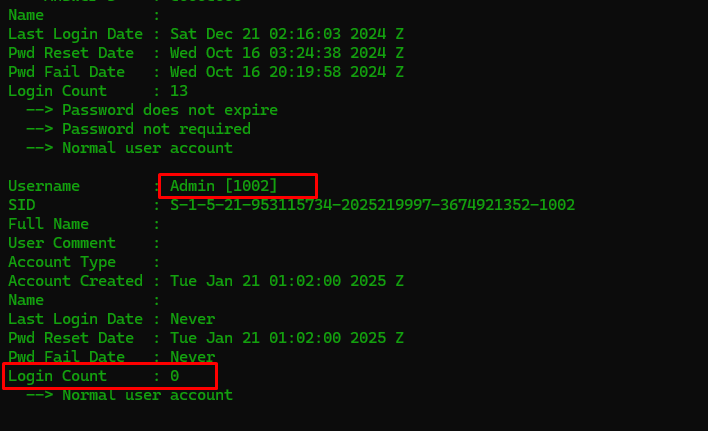 Name            :
Last Login Date : Sat Dec 21 02:16:03 2024 Z
Pwd Reset Date  : Wed Oct 16 03:24:38 2024 Z
Pwd Fail Date   : Wed Oct 16 20:19:58 2024 Z
Login Count     : 13
  --> Password does not expire
  --> Password not required
  --> Normal user account

Username        : Admin [1002]
SID             : S-1-5-21-953115734-2025219997-3674921352-1002
Full Name       :
User Comment    :
Account Type    :
Account Created : Tue Jan 21 01:02:00 2025 Z
Name            :
Last Login Date : Never
Pwd Reset Date  : Tue Jan 21 01:02:00 2025 Z
Pwd Fail Date   : Never
Login Count     : 0
  --> Normal user account